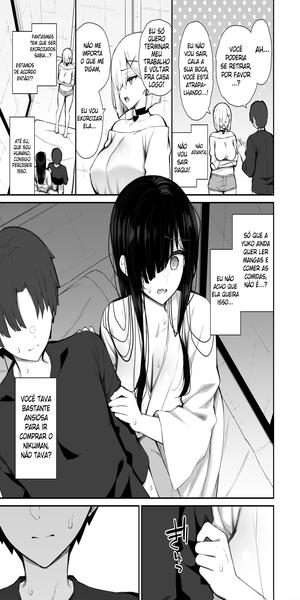 AH...
VOCÊ
PODERIA
SE RETIRAR,
POR FAVOR
...?
EU NÃO
VOU SAIR,
CALA A
SUA BOCA,
VOCÊ ESTÁ
ATRAPA-
LHANDO...!
NÃO
ADIANTA,
NÃO
VOU SAIR
DAQUI!
EU SÓ
QUERO
TERMINAR
MEU
TRABALHO
E VOLTAR
PRA CASA
LOGO!
NÃO ME
IMPORTA O
QUE ME
DIGAM,
EU VOU
EXORCIZAR
ELA...
FANTASMAS
TEM QUE SER
EXORCIZADOS
SABIA...?
ESTAMOS
DE ACORDO
ENTÃO?
ATÉ EU,
QUE SOU
HUMANO,
CONSIGO
PERCEBER
ISSO.
SÓ QUE A
YUKO AINDA
QUER LER
MANGAS E
COMER AS
COMIDAS,
NÃO É...?
EU NÃO
ACHO QUE
ELA QUEIRA
ISSO...
VOCÊ TAVA
BASTANTE
ANSIOSA
PARA IR
COMPRAR O
NIKUMAN,
NÃO TAVA?